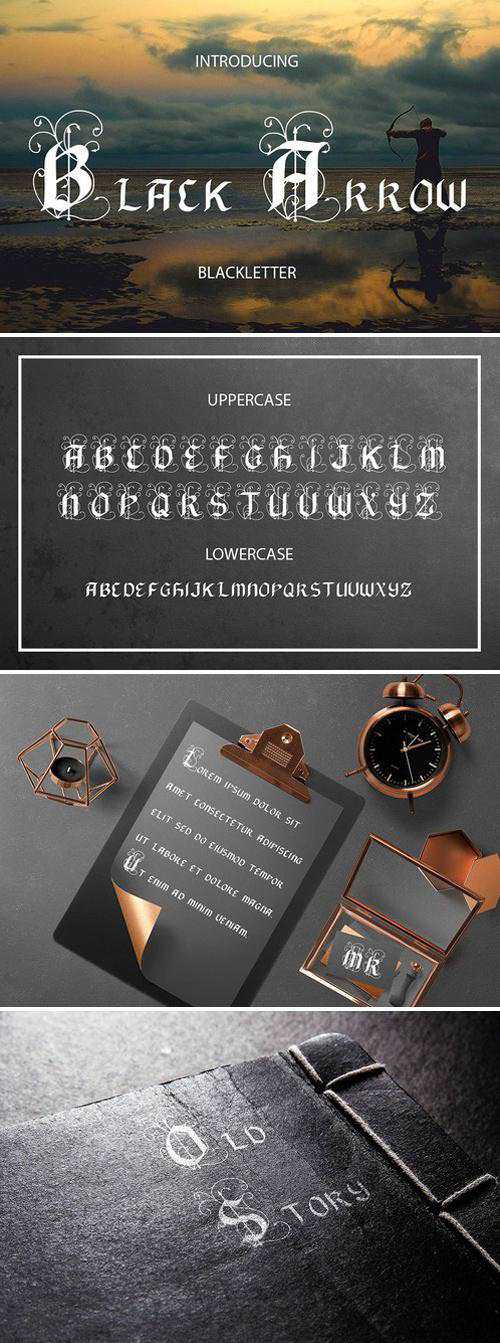 INTRODUCING
BLACK ARROW
BLACKLETTER
UPPERCASE
ABCDEFGHIJKLM
NOPQRSTUVWXYZ
LOWERCASE
ABCDEFGHIJKLMNOPQRSTUVWXYZ
LOREM IPSUM DOLOR SIT
AMET CONSECTETUR ADIPISCING
ELIT SED DO EIUSMOD TEMPOR
UT LABORE ET DOLORE MAGNA
UT ENIM AD MINIM VENIAM.
MK
OLD
STORY